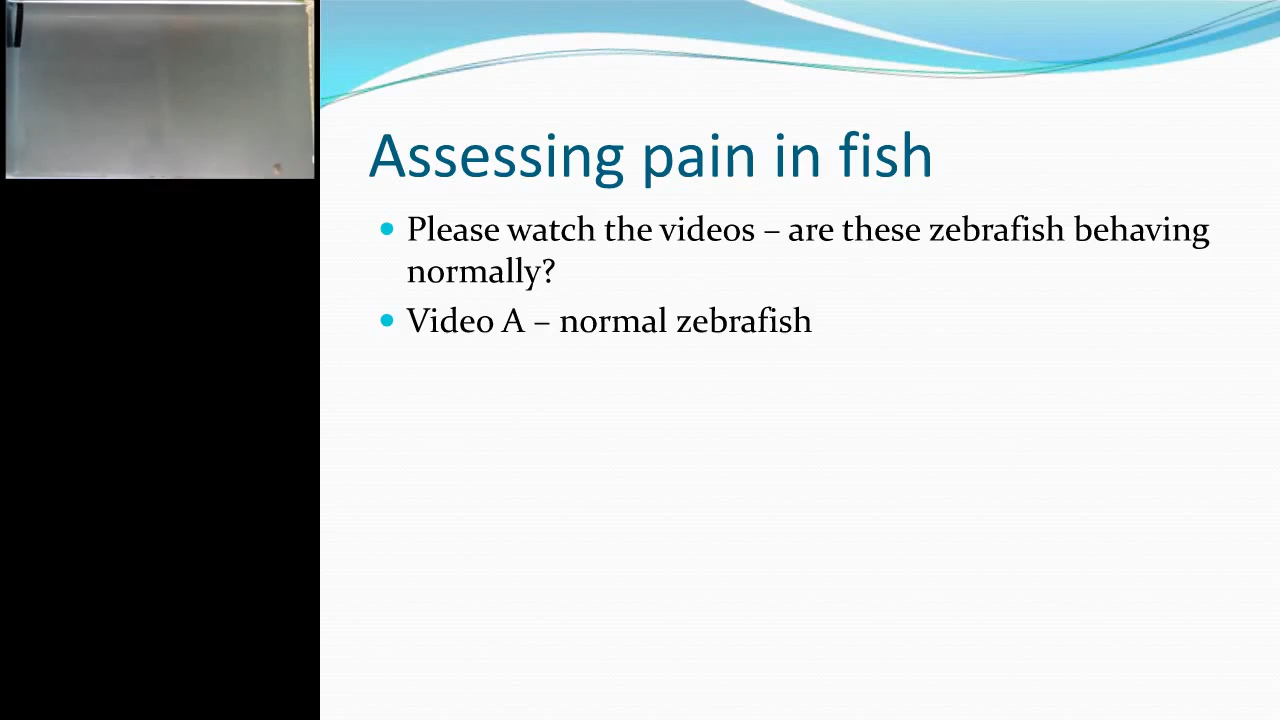 Assessing pain in fish
• Please watch the videos – are these zebrafish behaving
normally?
• Video A – normal zebrafish